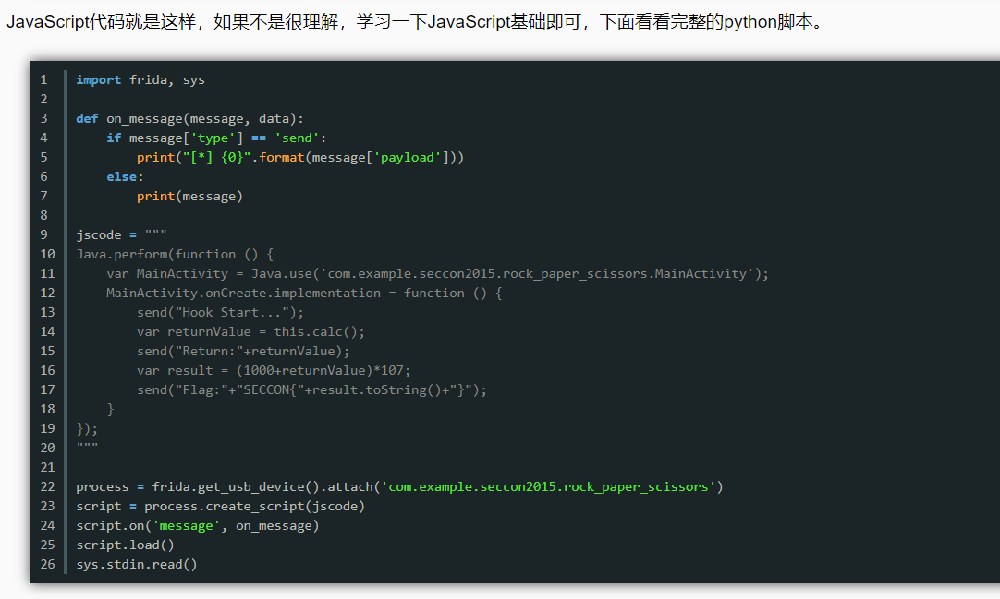 JavaScript代码就是这样，如果不是很理解，学习一下JavaScript基础即可，下面看看完整的python脚本。
1 import frida, sys
2
3 def on_message(message, data):
4     if message['type'] == 'send':
5         print("[*] {0}".format(message['payload']))
6     else:
7         print(message)
8
9 jscode = """
10 Java.perform(function () {
11     var MainActivity = Java.use('com.example.seccon2015.rock_paper_scissors.MainActivity');
12     MainActivity.onCreate.implementation = function () {
13         send("Hook Start...");
14         var returnValue = this.calc();
15         send("Return:"+returnValue);
16         var result = (1000+returnValue)*107;
17         send("Flag:"+"SECCON{"+result.toString()+"}");
18     }
19 });
20 """
21
22 process = frida.get_usb_device().attach('com.example.seccon2015.rock_paper_scissors')
23 script = process.create_script(jscode)
24 script.on('message', on_message)
25 script.load()
26 sys.stdin.read()